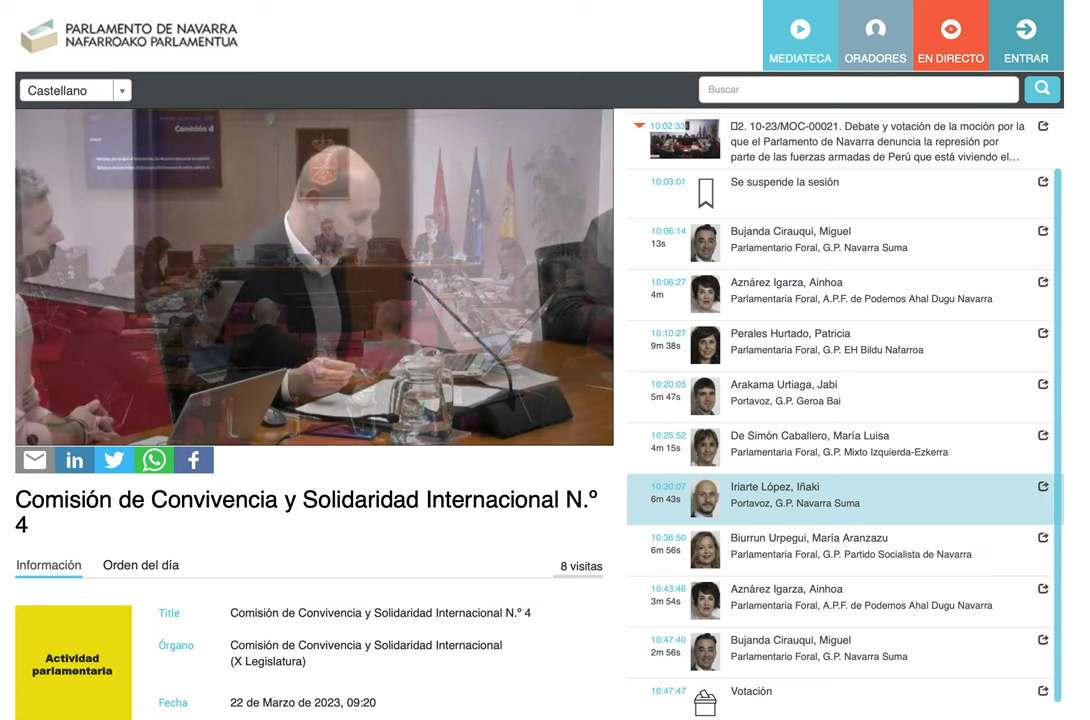 PARLAMENTO DE NAVARRA
NAFARROAKO PARLAMENTUA
MEDIATECA
ORADORES
EN DIRECTO
ENTRAR
Castellano
Buscar
10:02:33
2. 10-23/MOC-00021. Debate y votación de la moción por la
que el Parlamento de Navarra denuncia la represión por
parte de las fuerzas armadas de Perú que está viviendo el...
10:03:01
Se suspende la sesión
10:06:14
13s
Bujanda Cirauqui, Miguel
Parlamentario Foral, G.P. Navarra Suma
10:06:27
4m
Aznárez Igarza, Ainhoa
Parlamentaria Foral, A.P.F. de Podemos Ahal Dugu Navarra
10:10:27
9m 38s
Perales Hurtado, Patricia
Parlamentaria Foral, G.P. EH Bildu Nafarroa
10:20:05
5m 47s
Arakama Urtiaga, Jabi
Portavoz, G.P. Geroa Bai
10:25:52
4m 15s
De Simón Caballero, María Luisa
Parlamentaria Foral, G.P. Mixto Izquierda-Ezkerra
10:30:07
6m 43s
Iriarte López, Iñaki
Portavoz, G.P. Navarra Suma
10:36:50
6m 56s
Biurrun Urpegui, María Aranzazu
Parlamentaria Foral, G.P. Partido Socialista de Navarra
10:43:46
3m 54s
Aznárez Igarza, Ainhoa
Parlamentaria Foral, A.P.F. de Podemos Ahal Dugu Navarra
10:47:40
2m 56s
Bujanda Cirauqui, Miguel
Parlamentario Foral, G.P. Navarra Suma
10:47:47
Votación
Comisión de Convivencia y Solidaridad Internacional N.º
4
Información
Orden del día
8 visitas
Actividad
parlamentaria
Title
Comisión de Convivencia y Solidaridad Internacional N.º 4
Órgano
Comisión de Convivencia y Solidaridad Internacional
(X Legislatura)
Fecha
22 de Marzo de 2023, 09:20